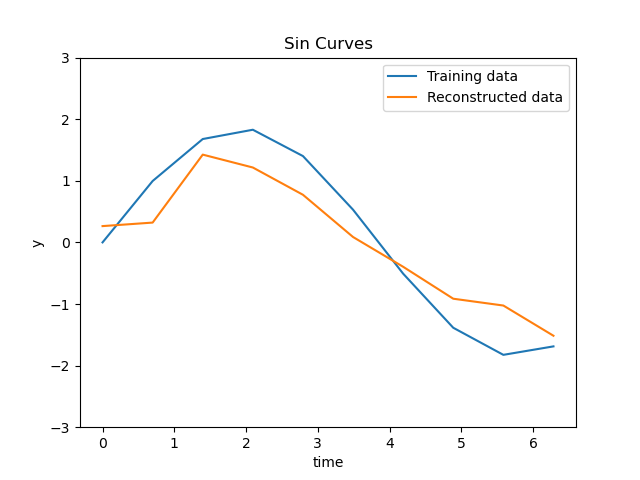 Sin Curves
Training data
Reconstructed data
3
2
1
0
−1
−2
−3
y
0 1 2 3 4 5 6
time